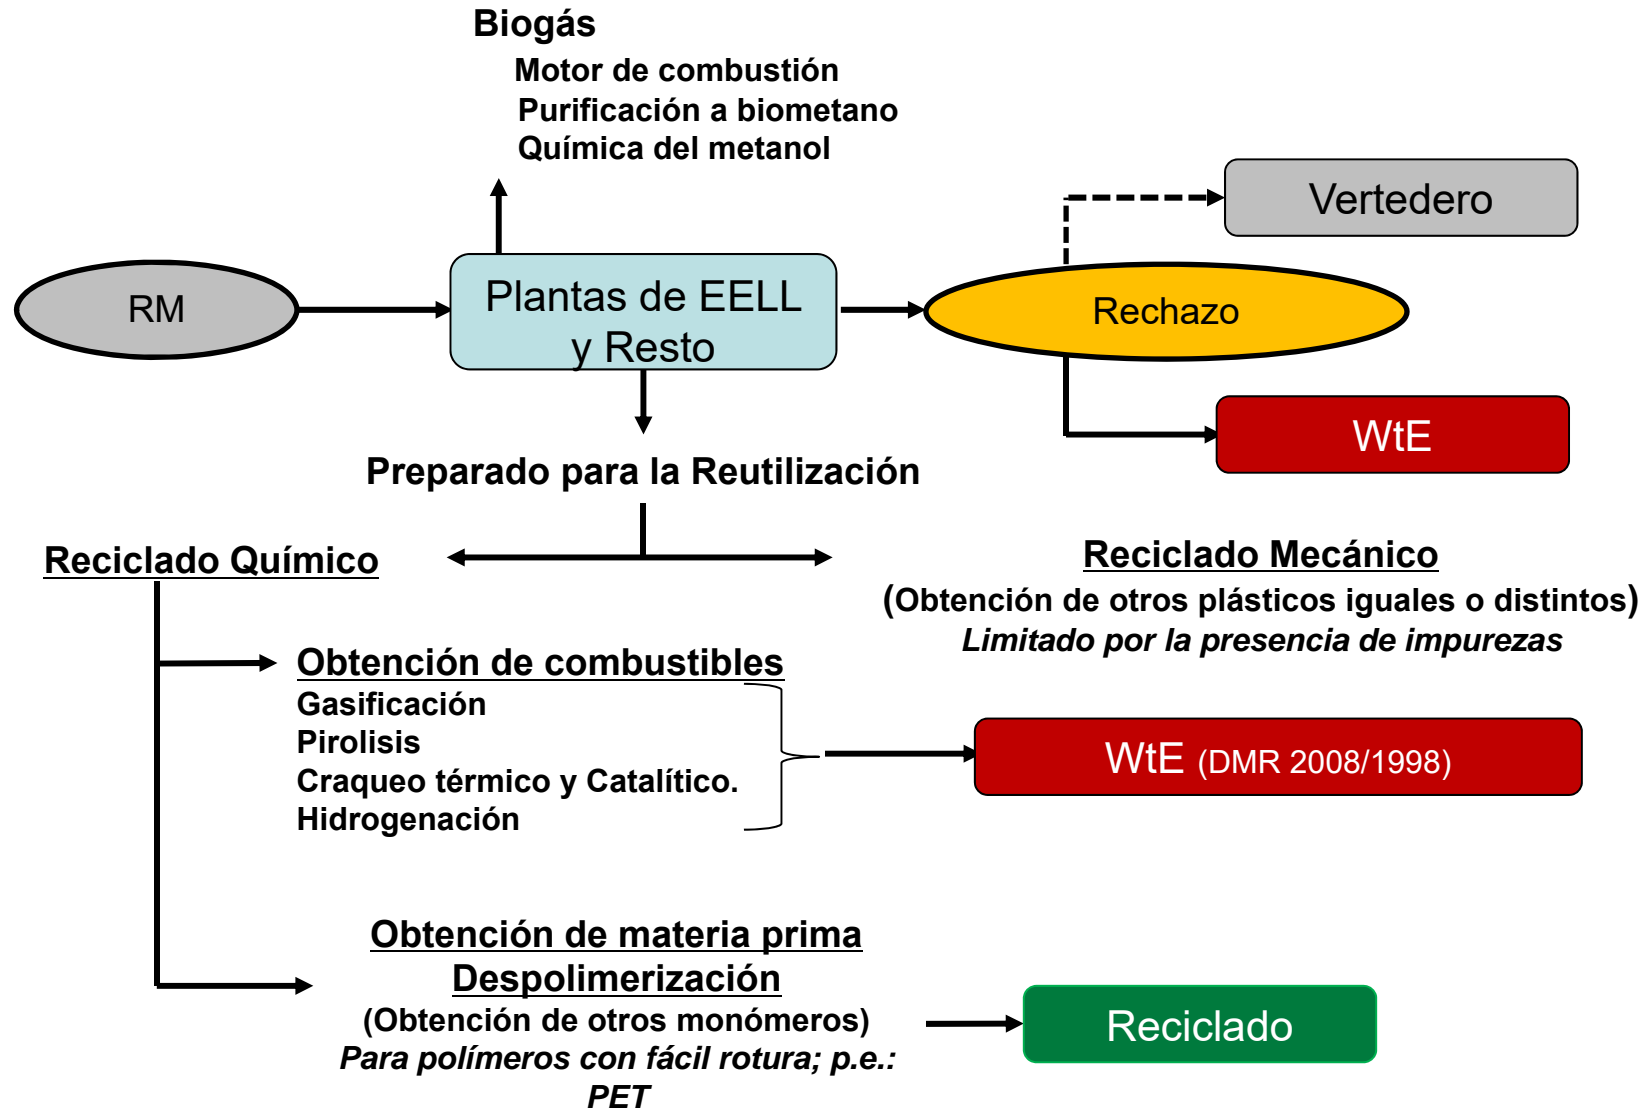 Biogás
Motor de combustión
Purificación a biometano
Química del metanol
Vertedero
RM
Plantas de EELL
y Resto
Rechazo
WtE
Preparado para la Reutilización
Reciclado Químico
Reciclado Mecánico
(Obtención de otros plásticos iguales o distintos)
Limitado por la presencia de impurezas
Obtención de combustibles
Gasificación
Pirolisis
Craqueo térmico y Catalítico.
Hidrogenación
WtE (DMR 2008/1998)
Obtención de materia prima
Despolimerización
(Obtención de otros monómeros)
Para polímeros con fácil rotura; p.e.:
PET
Reciclado